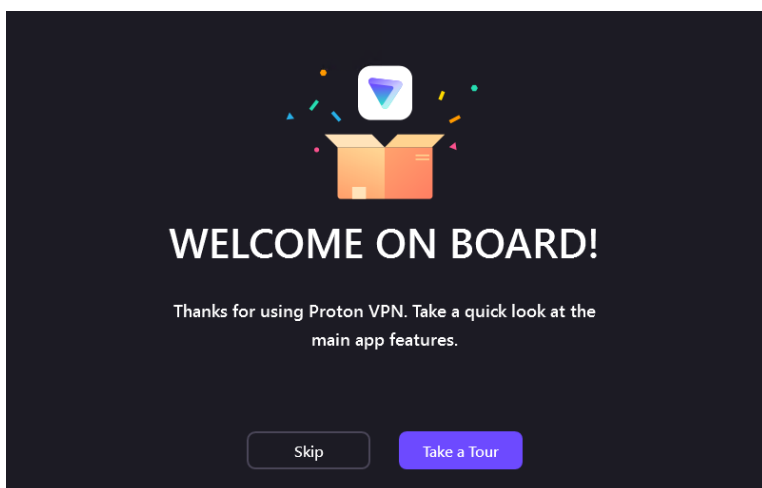 WELCOME ON BOARD!
Thanks for using Proton VPN. Take a quick look at the
main app features.
Skip
Take a Tour